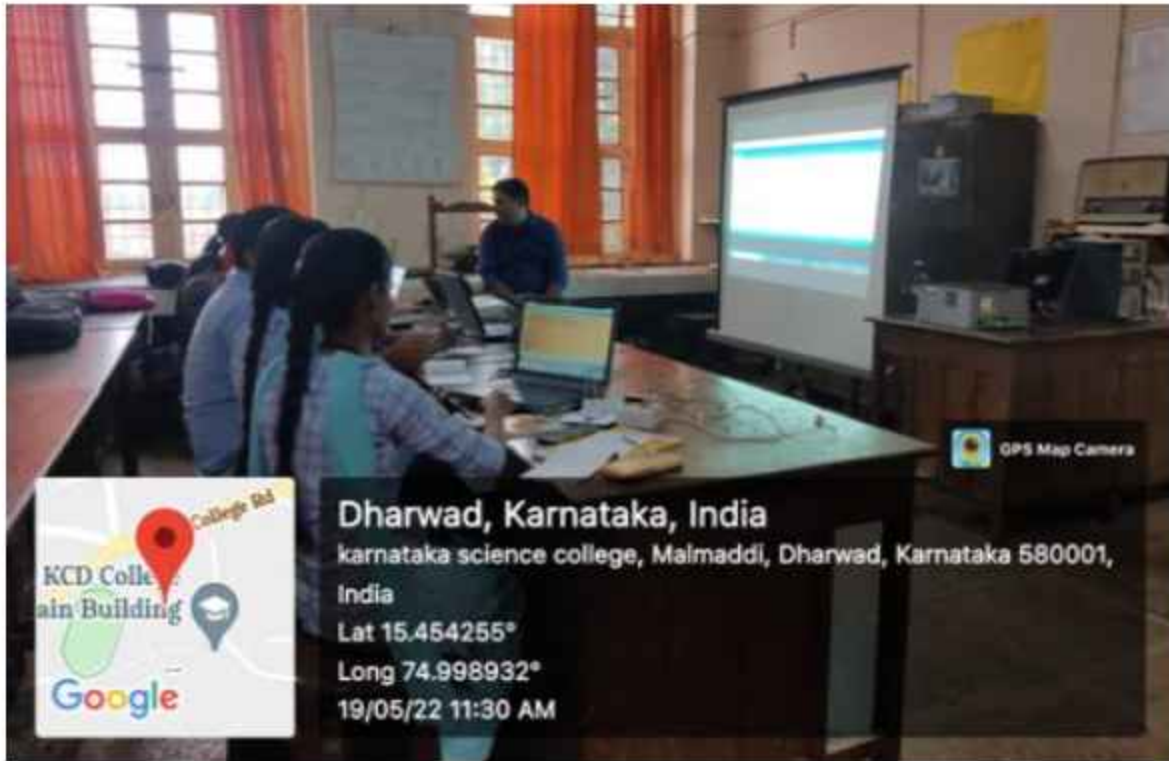 GPS Map Camera
College Rd
KCD Colle
ain Building
Google
Dharwad, Karnataka, India
karnataka science college, Malmaddi, Dharwad, Karnataka 580001,
India
Lat 15.454255°
Long 74.998932°
19/05/22 11:30 AM